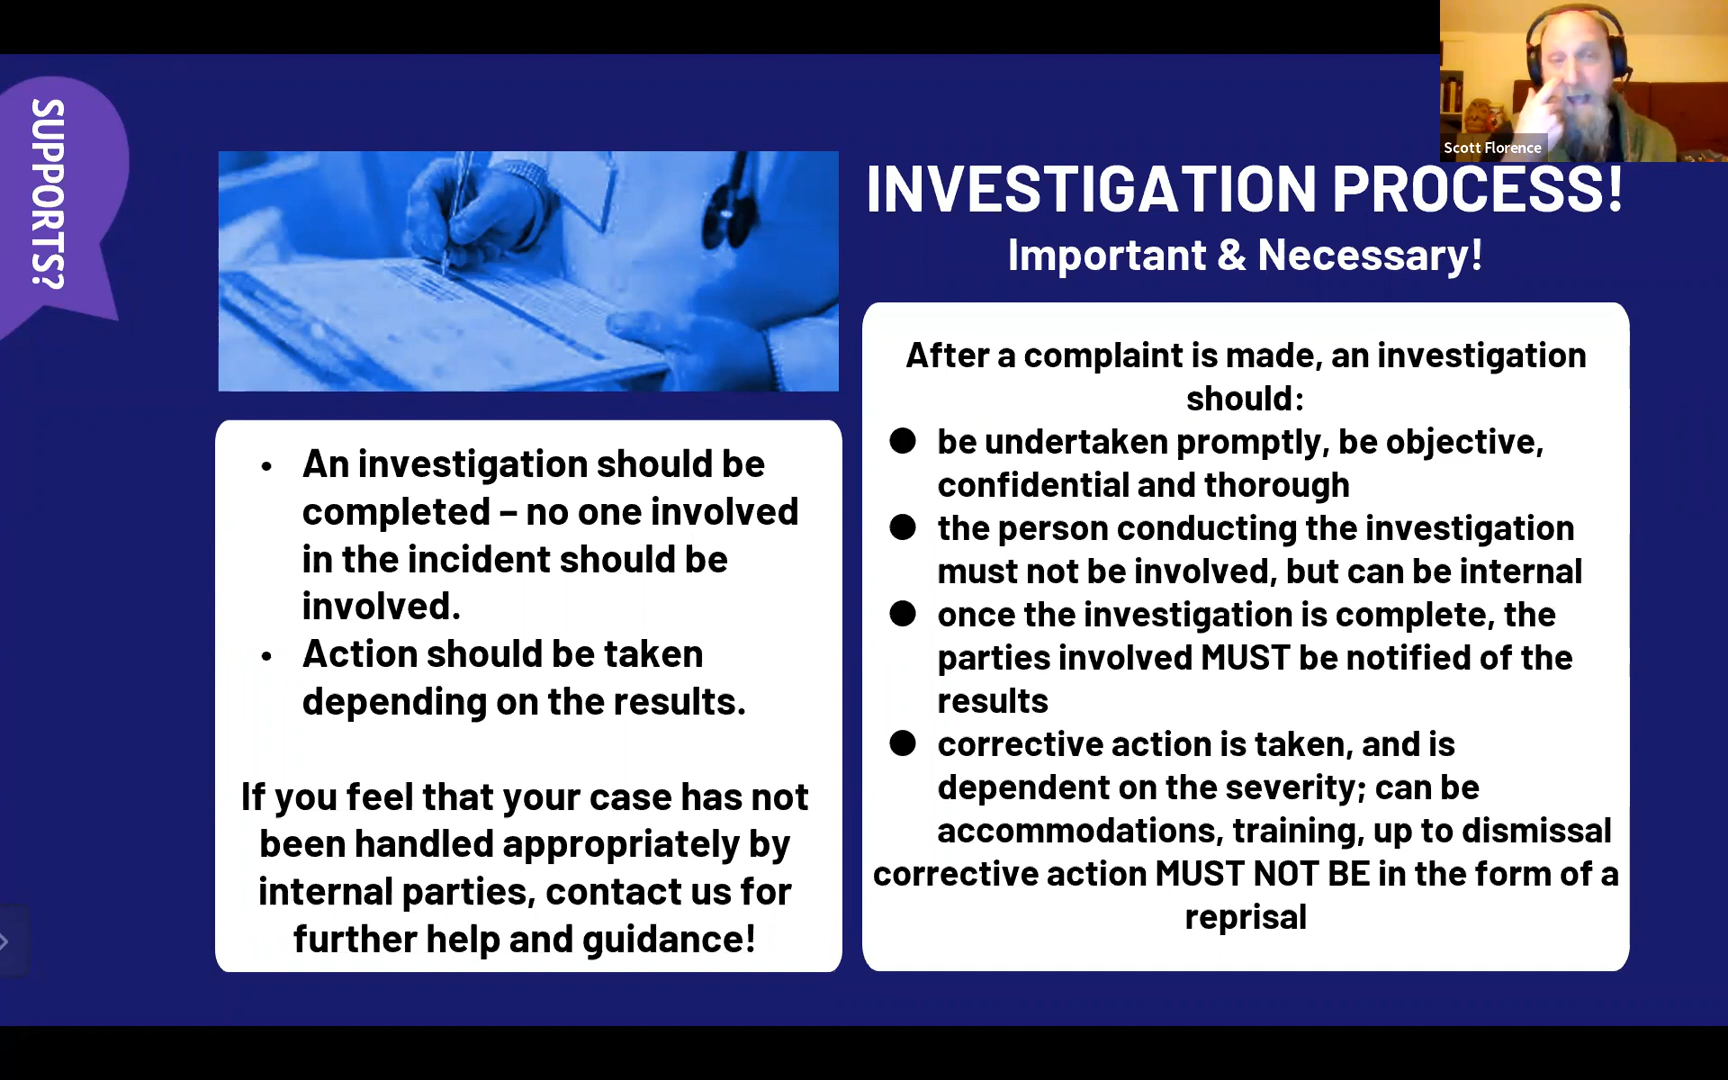 SUPPORTS?
Scott Florence
INVESTIGATION PROCESS!
Important & Necessary!
• An investigation should be
completed – no one involved
in the incident should be
involved.
• Action should be taken
depending on the results.
If you feel that your case has not
been handled appropriately by
internal parties, contact us for
further help and guidance!
After a complaint is made, an investigation
should:
● be undertaken promptly, be objective,
confidential and thorough
● the person conducting the investigation
must not be involved, but can be internal
● once the investigation is complete, the
parties involved MUST be notified of the
results
● corrective action is taken, and is
dependent on the severity; can be
accommodations, training, up to dismissal
corrective action MUST NOT BE in the form of a
reprisal